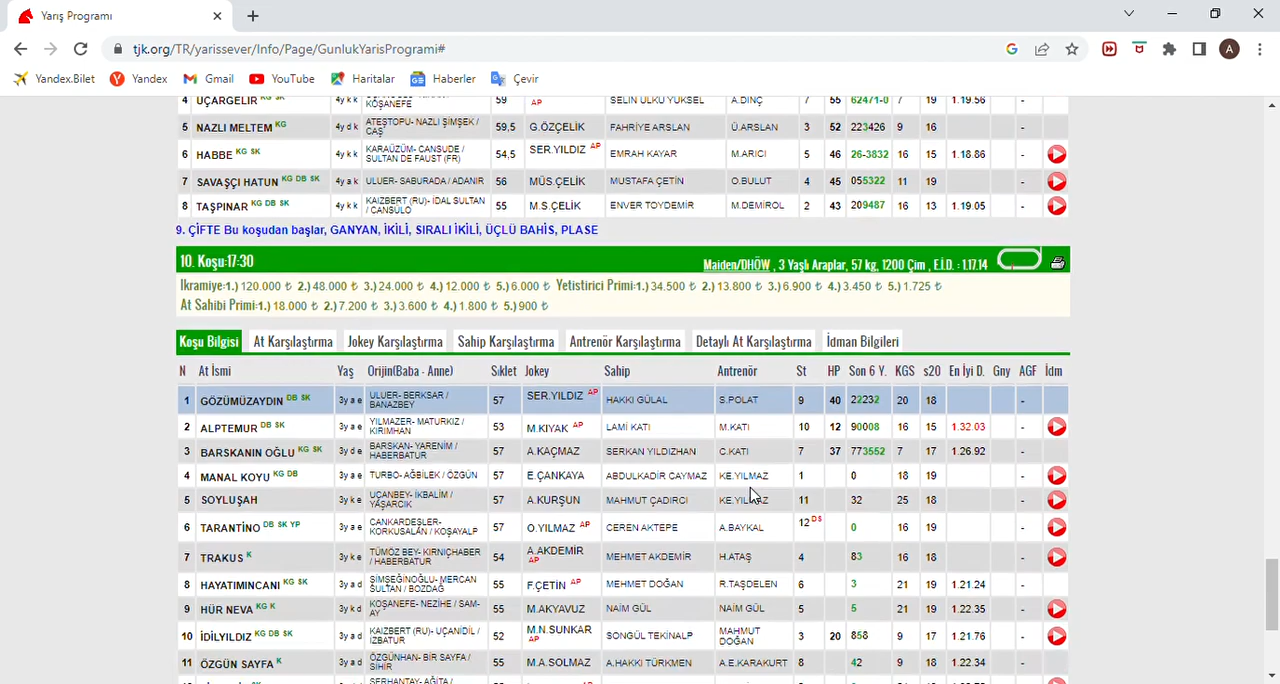 Yarış Programı
tjk.org/TR/yarissever/Info/Page/GunlukYarisProgrami#
A
Yandex.Bilet Yandex Gmail YouTube Haritalar Haberler Çevir
4 UÇARGELİR KG SK 4y k k KOŞANEFE 59 AP SELİN ÜLKÜ YÜKSEL A.DİNÇ 7 55 62471-0 7 19 1.19.56 -
5 NAZLI MELTEM KG 4y d k ATEŞTOPU- NAZLI ŞİMŞEK / CAŞ 59,5 G.ÖZÇELİK FAHRİYE ARSLAN Ü.ARSLAN 3 52 223426 9 16 -
6 HABBE KG SK 4y k k KARAÜZÜM- CANSUDE / SULTAN DE FAUST (FR) 54,5 SER.YILDIZ AP EMRAH KAYAR M.ARICI 5 46 26-3832 16 15 1.18.86 -
7 SAVAŞÇI HATUN KG DB SK 4y a k ULUER- SABURADA / ADANIR 56 MÜS.ÇELİK MUSTAFA ÇETİN O.BULUT 4 45 055322 11 19 -
8 TAŞPINAR KG DB SK 4y k k KAIZBERT (RU)- İDAL SULTAN / CANSULO 55 M.S.ÇELİK ENVER TOYDEMİR M.DEMİROL 2 43 209487 16 13 1.19.05 -
9. ÇİFTE Bu koşudan başlar, GANYAN, İKİLİ, SIRALI İKİLİ, ÜÇLÜ BAHİS, PLASE
10. Koşu:17:30 Maiden/DHÖW , 3 Yaşlı Araplar, 57 kg, 1200 Çim , E.İ.D. : 1.17.14
İkramiye:1.) 120.000 ₺ 2.) 48.000 ₺ 3.) 24.000 ₺ 4.) 12.000 ₺ 5.) 6.000 ₺ Yetistirici Primi:1.) 34.500 ₺ 2.) 13.800 ₺ 3.) 6.900 ₺ 4.) 3.450 ₺ 5.) 1.725 ₺
At Sahibi Primi:1.) 18.000 ₺ 2.) 7.200 ₺ 3.) 3.600 ₺ 4.) 1.800 ₺ 5.) 900 ₺
Koşu Bilgisi At Karşılaştırma Jokey Karşılaştırma Sahip Karşılaştırma Antrenör Karşılaştırma Detaylı At Karşılaştırma İdman Bilgileri
N At İsmi Yaş Orijin(Baba - Anne) Sıklet Jokey Sahip Antrenör St HP Son 6 Y. KGS s20 En İyi D. Gny AGF İdm
1 GÖZÜMÜZAYDIN DB SK 3y a e ULUER- BERKSAR / BANAZBEY 57 SER.YILDIZ AP HAKKI GÜLAL S.POLAT 9 40 22232 20 18 -
2 ALPTEMUR DB SK 3y a e YILMAZER- MATURKIZ / KIRIMHAN 53 M.KIYAK AP LAMİ KATI M.KATI 10 12 90008 16 15 1.32.03 -
3 BARSKANIN OĞLU KG SK 3y d e BARSKAN- YARENİM / HABERBATUR 57 A.KAÇMAZ SERKAN YILDIZHAN C.KATI 7 37 773552 7 17 1.26.92 -
4 MANAL KOYU KG DB 3y a e TURBO- AĞBİLEK / ÖZGÜN 57 E.ÇANKAYA ABDULKADİR CAYMAZ KE.YILMAZ 1 0 18 19 -
5 SOYLUŞAH 3y k e UÇANBEY- İKBALİM / YAŞARCIK 57 A.KURŞUN MAHMUT ÇADIRCI 11 32 25 18 -
6 TARANTİNO DB SK YP 3y a e CANKARDEŞLER- KORKUSALAN / KOŞAYALP 57 O.YILMAZ AP CEREN AKTEPE A.BAYKAL 12 DS 0 16 19 -
7 TRAKUS K 3y k e TÜMÖZ BEY- KIRNIÇHABER / HABERBATUR 54 A.AKDEMİR AP MEHMET AKDEMİR H.ATAŞ 4 83 16 18 -
8 HAYATIMINCANI KG SK 3y a d ŞİMŞEĞİNOĞLU- MERCAN SULTAN / BOZDAĞ 55 F.ÇETİN AP MEHMET DOĞAN R.TAŞDELEN 6 3 21 19 1.21.24 -
9 HÜR NEVA KG K 3y k d KOŞANEFE- NEZİHE / SAM-AY 55 M.AKYAVUZ NAİM GÜL NAİM GÜL 5 5 21 19 1.22.35 -
10 İDİLYILDIZ KG DB SK 3y a d KAIZBERT (RU)- UÇANİDİL / İZBATUR 52 M.N.SUNKAR AP SONGÜL TEKİNALP MAHMUT DOĞAN 3 20 858 9 17 1.21.76 -
11 ÖZGÜN SAYFA K 3y a d ÖZGÜNHAN- BİR SAYFA / SİHİR 55 M.A.SOLMAZ A.HAKKI TÜRKMEN A.E.KARAKURT 8 42 9 18 1.22.34 -
SERHANTAY- AĞİTA /